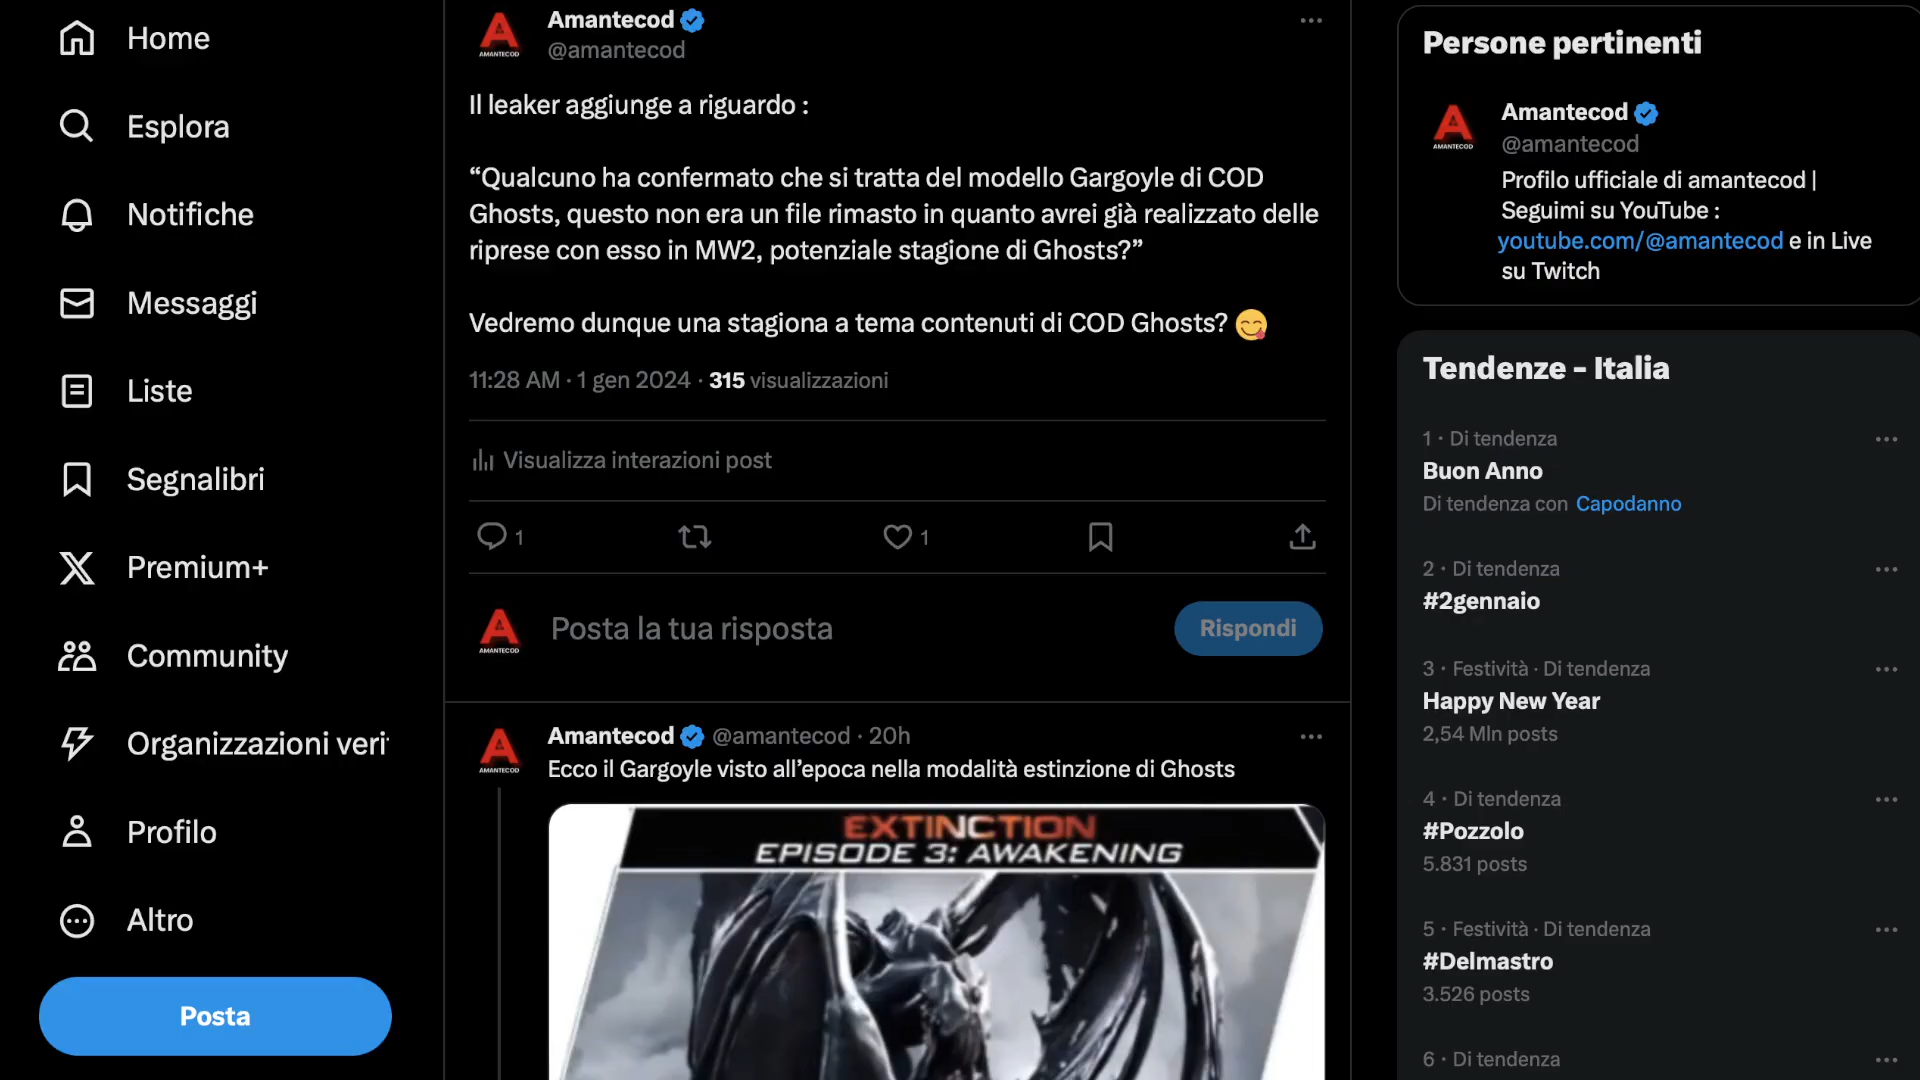 Home
Esplora
Notifiche
Messaggi
Liste
Segnalibri
Premium+
Community
Organizzazioni veri
Profilo
Altro
Posta
AMANTECOD
Amantecod
@amantecod
Il leaker aggiunge a riguardo :
“Qualcuno ha confermato che si tratta del modello Gargoyle di COD
Ghosts, questo non era un file rimasto in quanto avrei già realizzato delle
riprese con esso in MW2, potenziale stagione di Ghosts?”
Vedremo dunque una stagiona a tema contenuti di COD Ghosts? 😋
11:28 AM · 1 gen 2024 · 315 visualizzazioni
Visualizza interazioni post
1
1
AMANTECOD
Posta la tua risposta
Rispondi
AMANTECOD
Amantecod @amantecod · 20h
Ecco il Gargoyle visto all’epoca nella modalità estinzione di Ghosts
EXTINCTION
EPISODE 3: AWAKENING
Persone pertinenti
AMANTECOD
Amantecod
@amantecod
Profilo ufficiale di amantecod |
Seguimi su YouTube :
youtube.com/@amantecod e in Live
su Twitch
Tendenze - Italia
1 · Di tendenza
Buon Anno
Di tendenza con Capodanno
2 · Di tendenza
#2gennaio
3 · Festività · Di tendenza
Happy New Year
2,54 Mln posts
4 · Di tendenza
#Pozzolo
5.831 posts
5 · Festività · Di tendenza
#Delmastro
3.526 posts
6 · Di tendenza